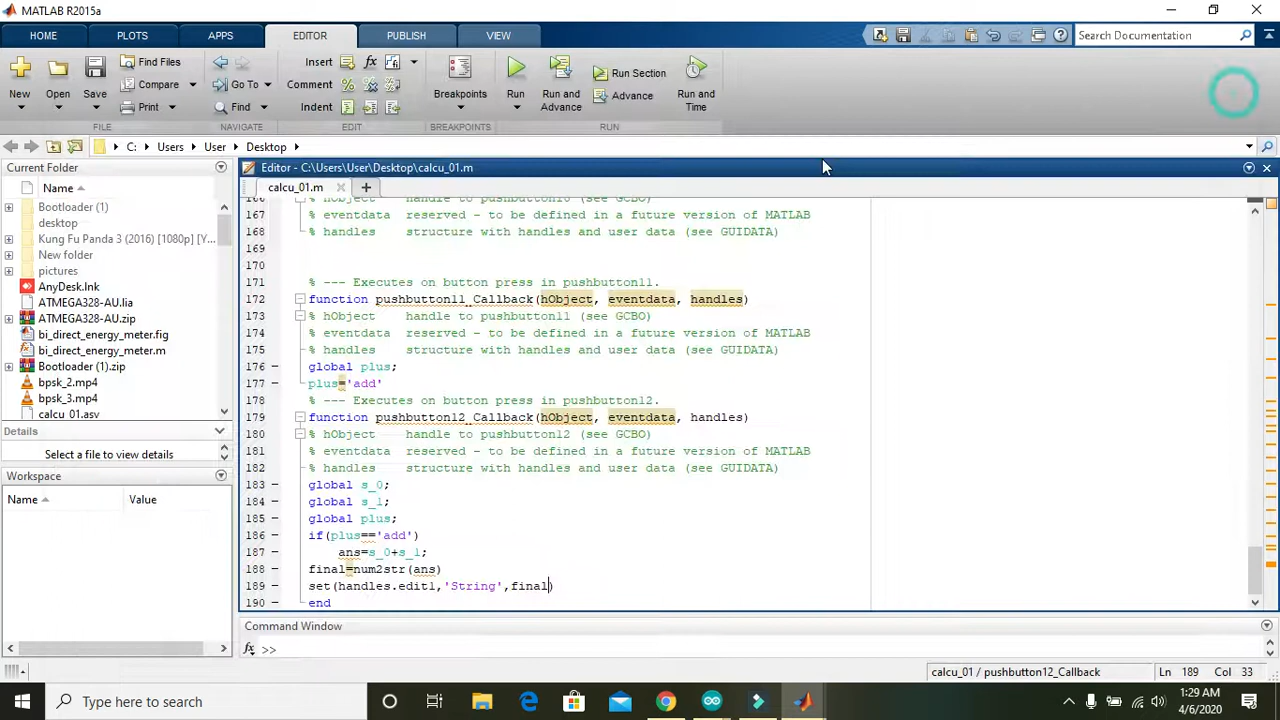 MATLAB R2015a
HOME PLOTS APPS EDITOR PUBLISH VIEW
Search Documentation
New Open Save Find Files Compare Print
Go To Find
Insert Comment Indent
Breakpoints Run Run and Advance Run Section Advance Run and Time
FILE NAVIGATE EDIT BREAKPOINTS RUN
C: Users User Desktop
Current Folder
Name
Bootloader (1)
desktop
Kung Fu Panda 3 (2016) [1080p] [Y...
New folder
pictures
AnyDesk.lnk
ATMEGA328-AU.lia
ATMEGA328-AU.zip
bi_direct_energy_meter.fig
bi_direct_energy_meter.m
Bootloader (1).zip
bpsk_2.mp4
bpsk_3.mp4
calcu_01.asv
Details
Select a file to view details
Workspace
Name Value
Editor - C:\Users\User\Desktop\calcu_01.m
calcu_01.m
166 % hObject handle to pushbutton10 (see GCBO)
167 % eventdata reserved - to be defined in a future version of MATLAB
168 % handles structure with handles and user data (see GUIDATA)
169
170
171 % --- Executes on button press in pushbutton11.
172 function pushbutton11_Callback(hObject, eventdata, handles)
173 % hObject handle to pushbutton11 (see GCBO)
174 % eventdata reserved - to be defined in a future version of MATLAB
175 % handles structure with handles and user data (see GUIDATA)
176 global plus;
177 plus='add'
178 % --- Executes on button press in pushbutton12.
179 function pushbutton12_Callback(hObject, eventdata, handles)
180 % hObject handle to pushbutton12 (see GCBO)
181 % eventdata reserved - to be defined in a future version of MATLAB
182 % handles structure with handles and user data (see GUIDATA)
183 global s_0;
184 global s_1;
185 global plus;
186 if(plus=='add')
187 ans=s_0+s_1;
188 final=num2str(ans)
189 set(handles.edit1,'String',final)
190 end
Command Window
fx >>
calcu_01 / pushbutton12_Callback Ln 189 Col 33
Type here to search
1:29 AM
4/6/2020